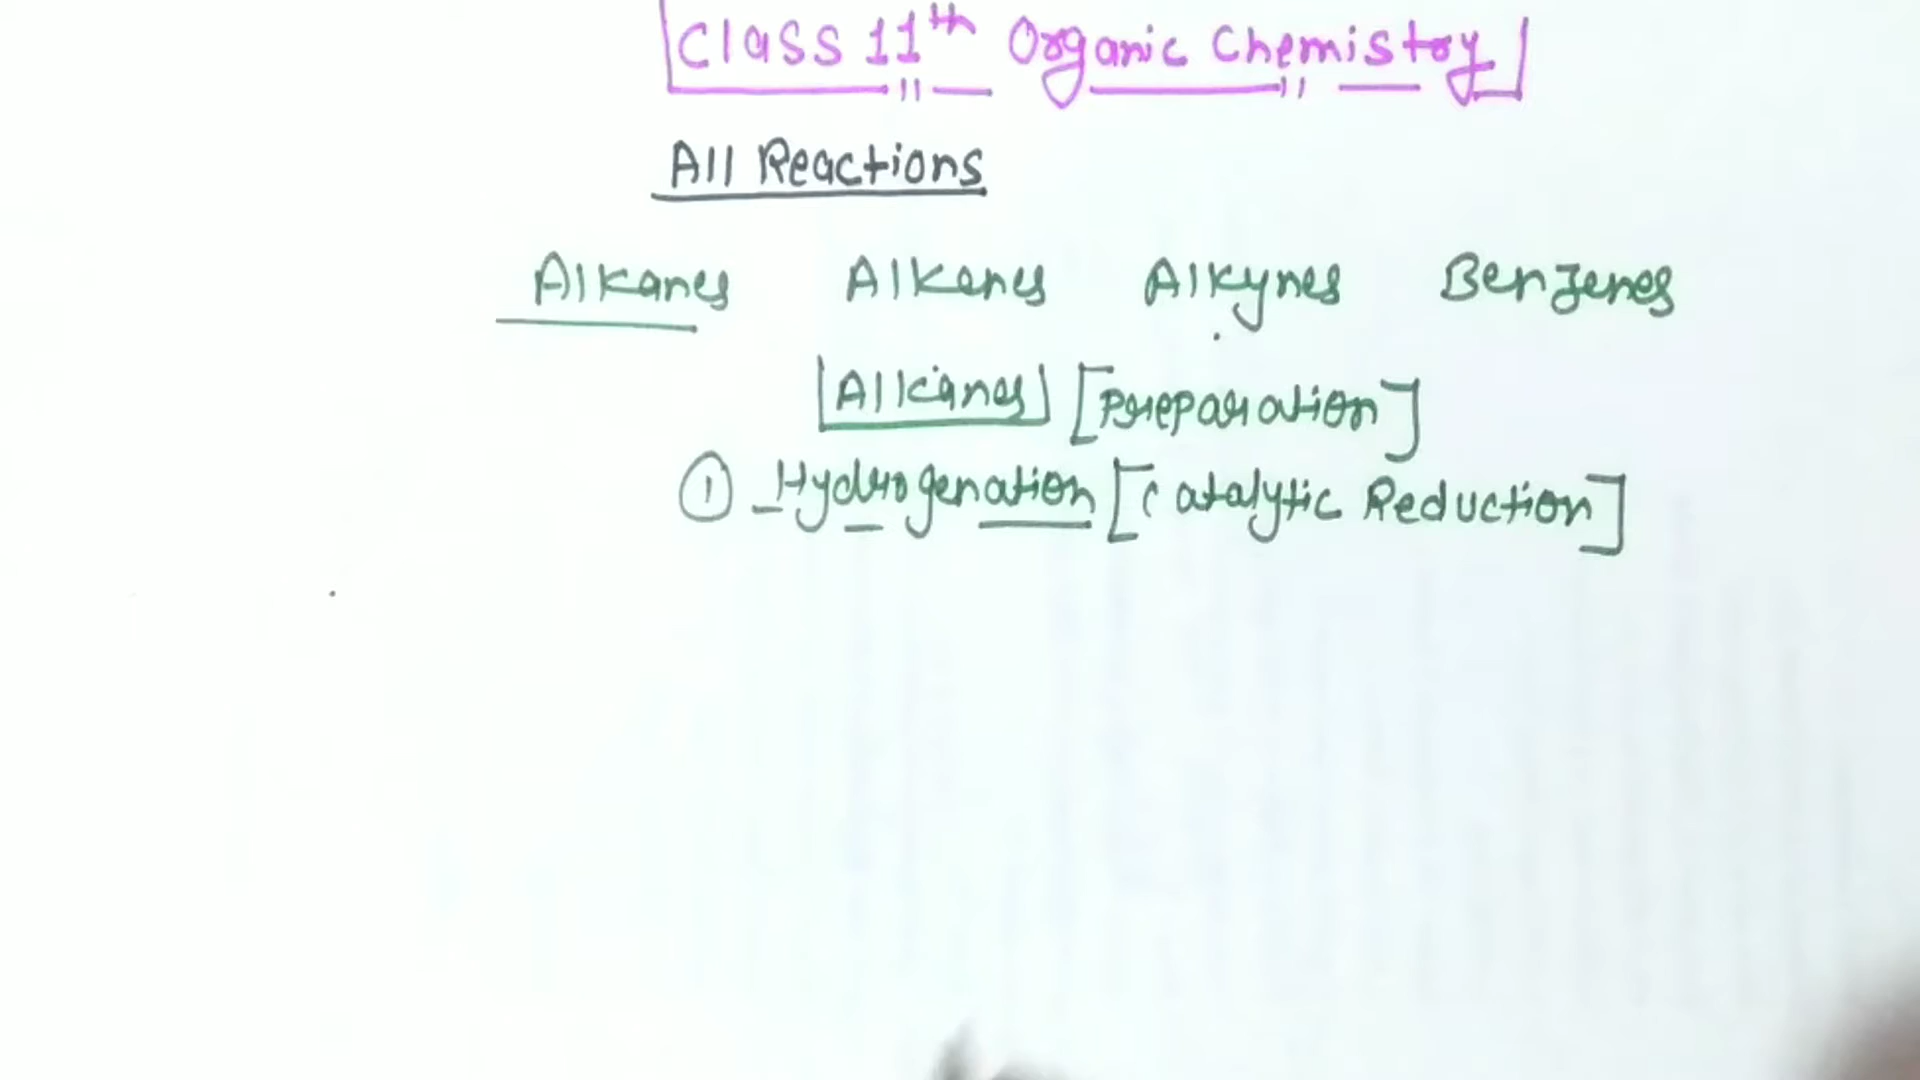 Class 11th Organic Chemistry
All Reactions
Alkanes Alkenes Alkynes Benzenes
Alkanes [Preparation]
① Hydrogenation [Catalytic Reduction]